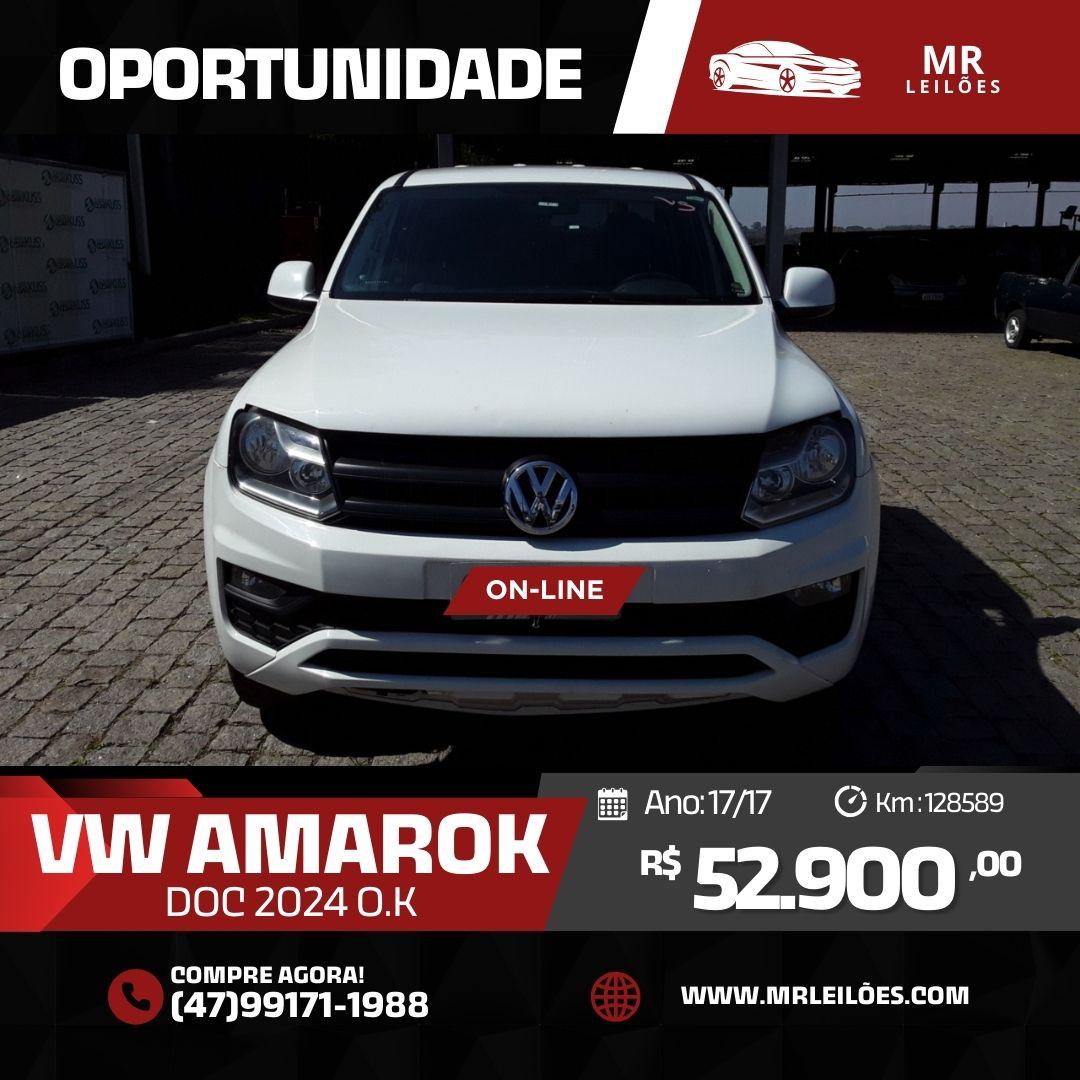 OPORTUNIDADE
MR
LEILÕES
ON-LINE
VW AMAROK
DOC 2024 O.K
Ano: 17/17
Km : 128589
R$ 52.900,00
COMPRE AGORA!
(47)99171-1988
WWW.MRLEILÕES.COM